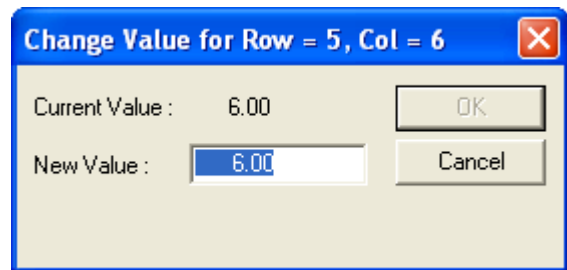 Change Value for Row = 5, Col = 6
Current Value : 6.00 OK
New Value : 6.00 Cancel